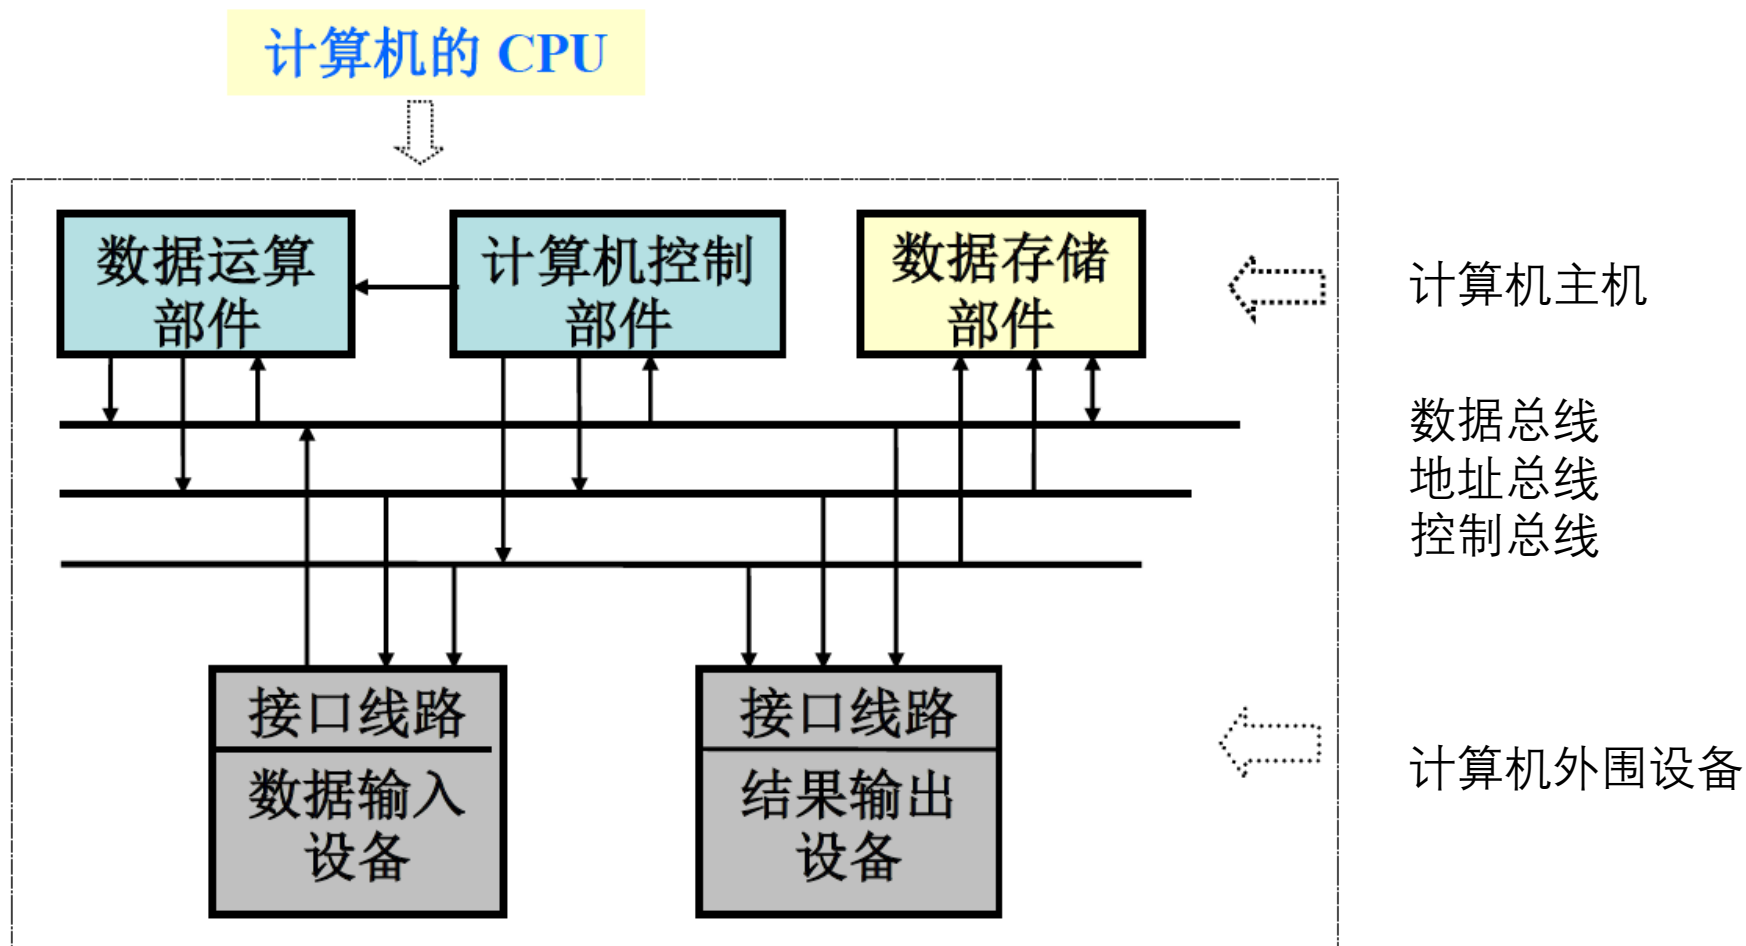 计算机的 CPU
数据运算
部件
计算机控制
部件
数据存储
部件
计算机主机
数据总线
地址总线
控制总线
接口线路
数据输入
设备
接口线路
结果输出
设备
计算机外围设备